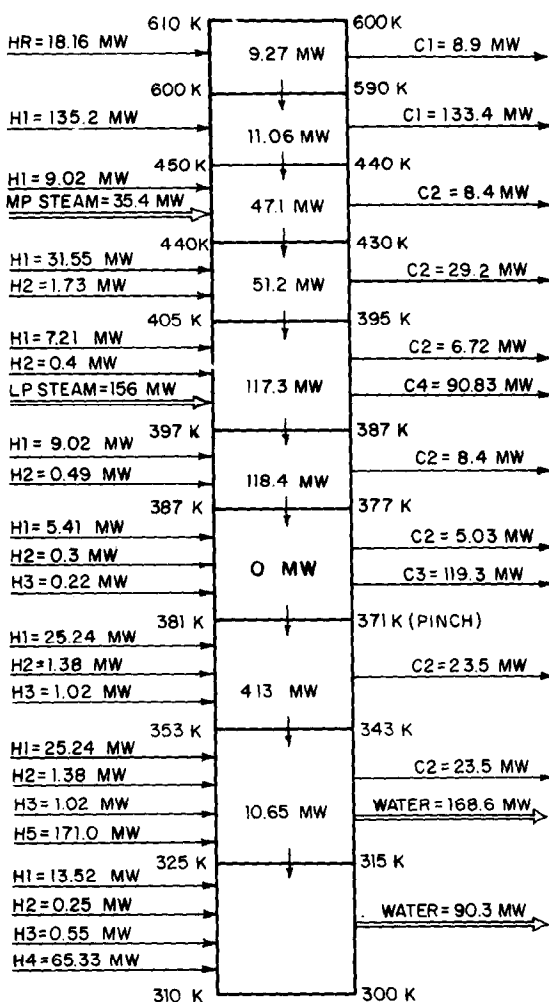 610 K 600 K
HR = 18.16 MW 9.27 MW C1 = 8.9 MW
600 K 590 K
H1 = 135.2 MW 11.06 MW C1 = 133.4 MW
450 K 440 K
H1 = 9.02 MW
MP STEAM = 35.4 MW 47.1 MW C2 = 8.4 MW
440K 430 K
H1 = 31.55 MW
H2 = 1.73 MW 51.2 MW C2 = 29.2 MW
405 K 395 K
H1 = 7.21 MW C2 = 6.72 MW
H2 = 0.4 MW
LP STEAM = 156 MW 117.3 MW C4 = 90.83 MW
397 K 387 K
H1 = 9.02 MW C2 = 8.4 MW
H2 = 0.49 MW 118.4 MW
387 K 377 K
H1 = 5.41 MW C2 = 5.03 MW
H2 = 0.3 MW 0 MW C3 = 119.3 MW
H3 = 0.22 MW
381 K 371 K (PINCH)
H1 = 25.24 MW
H2 = 1.38 MW C2 = 23.5 MW
H3 = 1.02 MW 413 MW
353 K 343 K
H1 = 25.24 MW
H2 = 1.38 MW C2 = 23.5 MW
H3 = 1.02 MW 10.65 MW WATER = 168.6 MW
H5 = 171.0 MW
325 K 315 K
H1 = 13.52 MW
H2 = 0.25 MW WATER = 90.3 MW
H3 = 0.55 MW
H4 = 65.33 MW
310 K 300 K